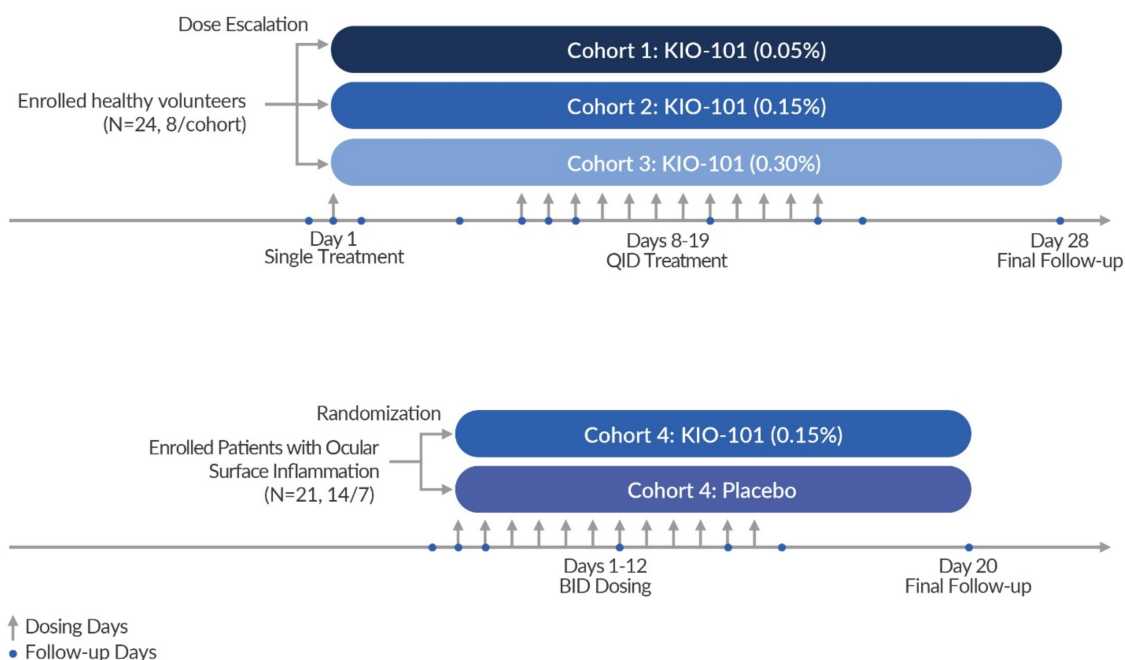 Dose Escalation
Cohort 1: KIO-101 (0.05%)
Enrolled healthy volunteers
(N=24, 8/cohort)
Cohort 2: KIO-101 (0.15%)
Cohort 3: KIO-101 (0.30%)
Day 1
Single Treatment
Days 8-19
QID Treatment
Day 28
Final Follow-up
Randomization
Cohort 4: KIO-101 (0.15%)
Enrolled Patients with Ocular
Surface Inflammation
(N=21, 14/7)
Cohort 4: Placebo
Days 1-12
BID Dosing
Day 20
Final Follow-up
Dosing Days
Follow-up Days